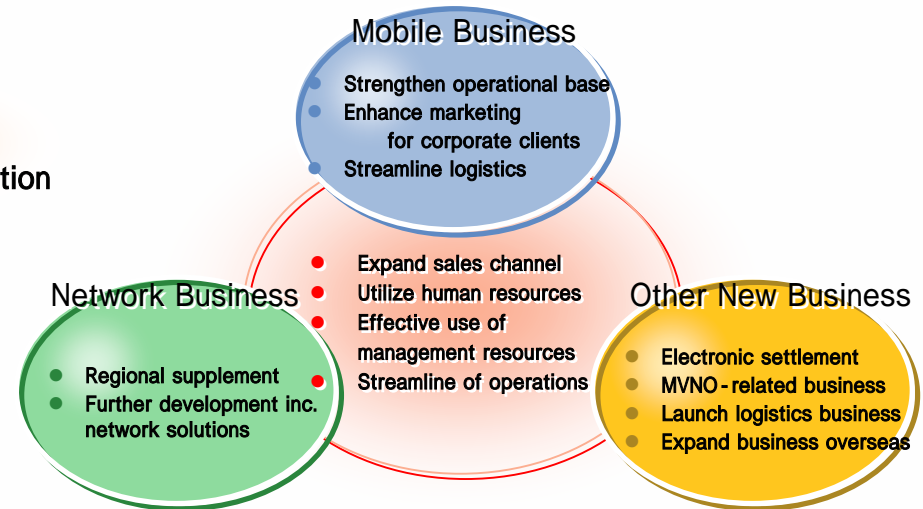 Mobile Business
Strengthen operational base
Enhance marketing
for corporate clients
Streamline logistics
tion
Expand sales channel
Utilize human resources
Effective use of
management resources
Streamline of operations
Network Business
Regional supplement
Further development inc.
network solutions
Other New Business
Electronic settlement
MVNO-related business
Launch logistics business
Expand business overseas